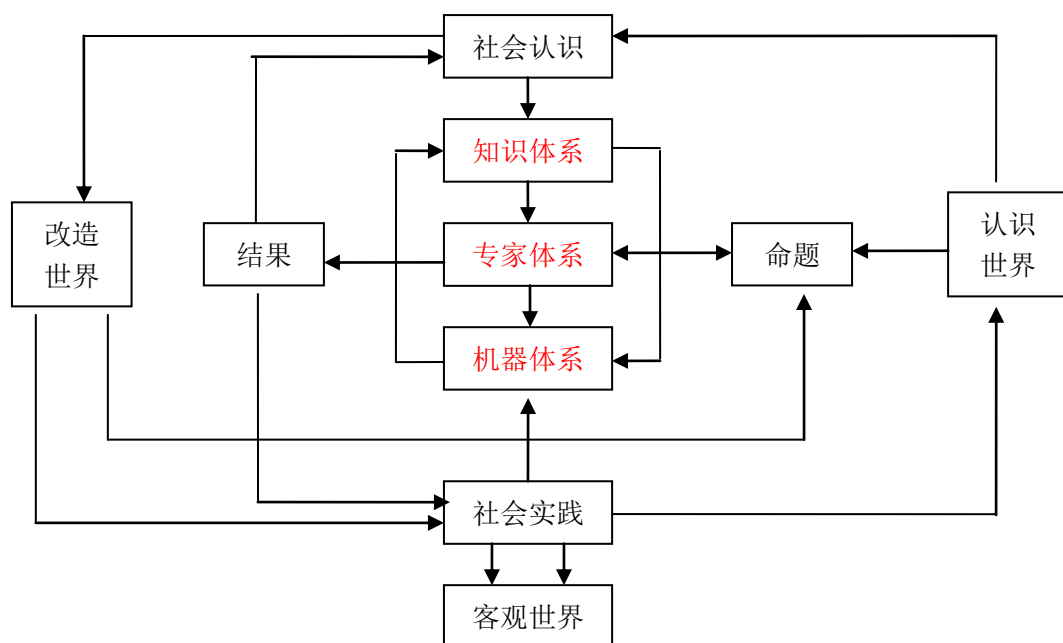 社会认识
知识体系
改造
世界
结果
专家体系
命题
认识
世界
机器体系
社会实践
客观世界